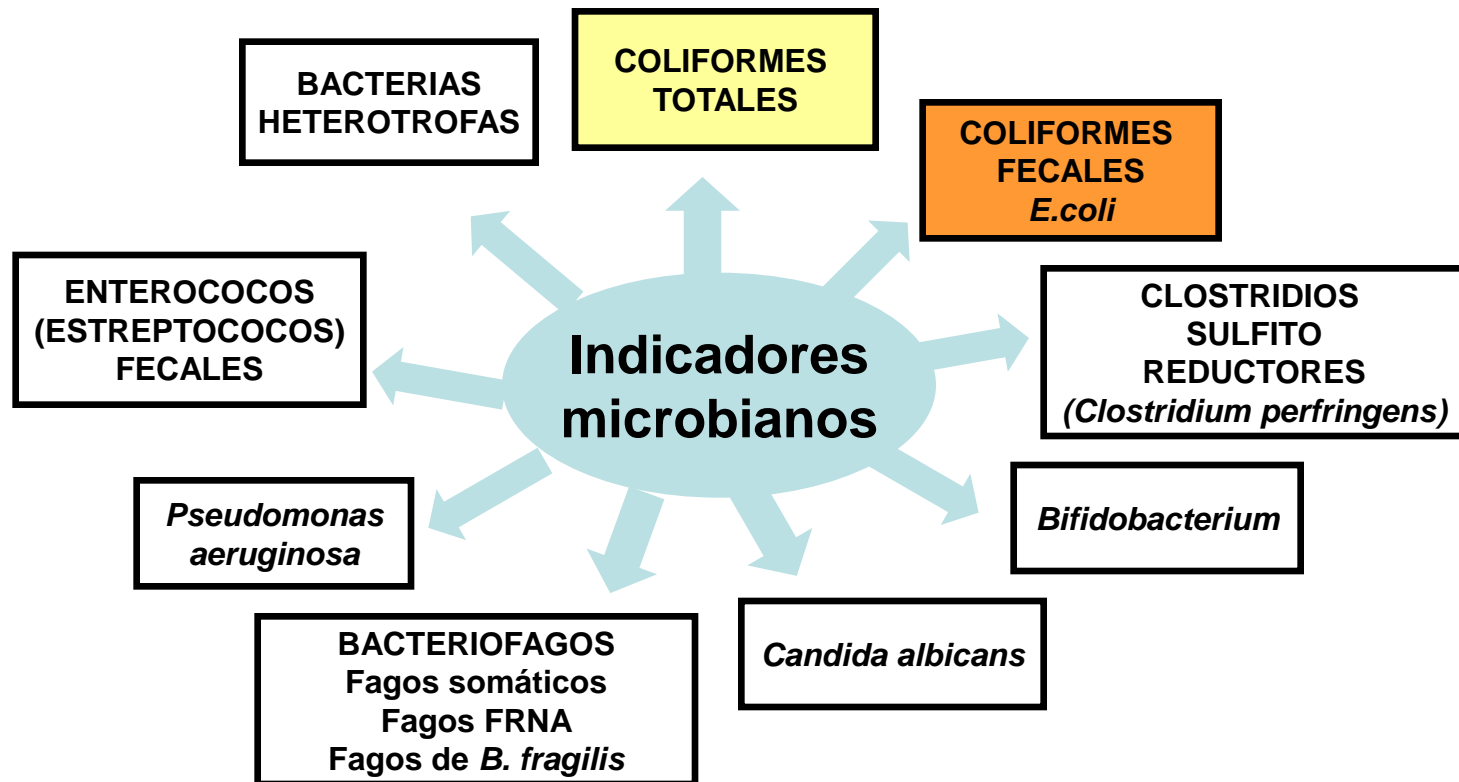 BACTERIAS
HETEROTROFAS
COLIFORMES
TOTALES
COLIFORMES
FECALES
E.coli
ENTEROCOCOS
(ESTREPTOCOCOS)
FECALES
Indicadores
microbianos
CLOSTRIDIOS
SULFITO
REDUCTORES
(Clostridium perfringens)
Pseudomonas
aeruginosa
Bifidobacterium
BACTERIOFAGOS
Fagos somáticos
Fagos FRNA
Fagos de B. fragilis
Candida albicans